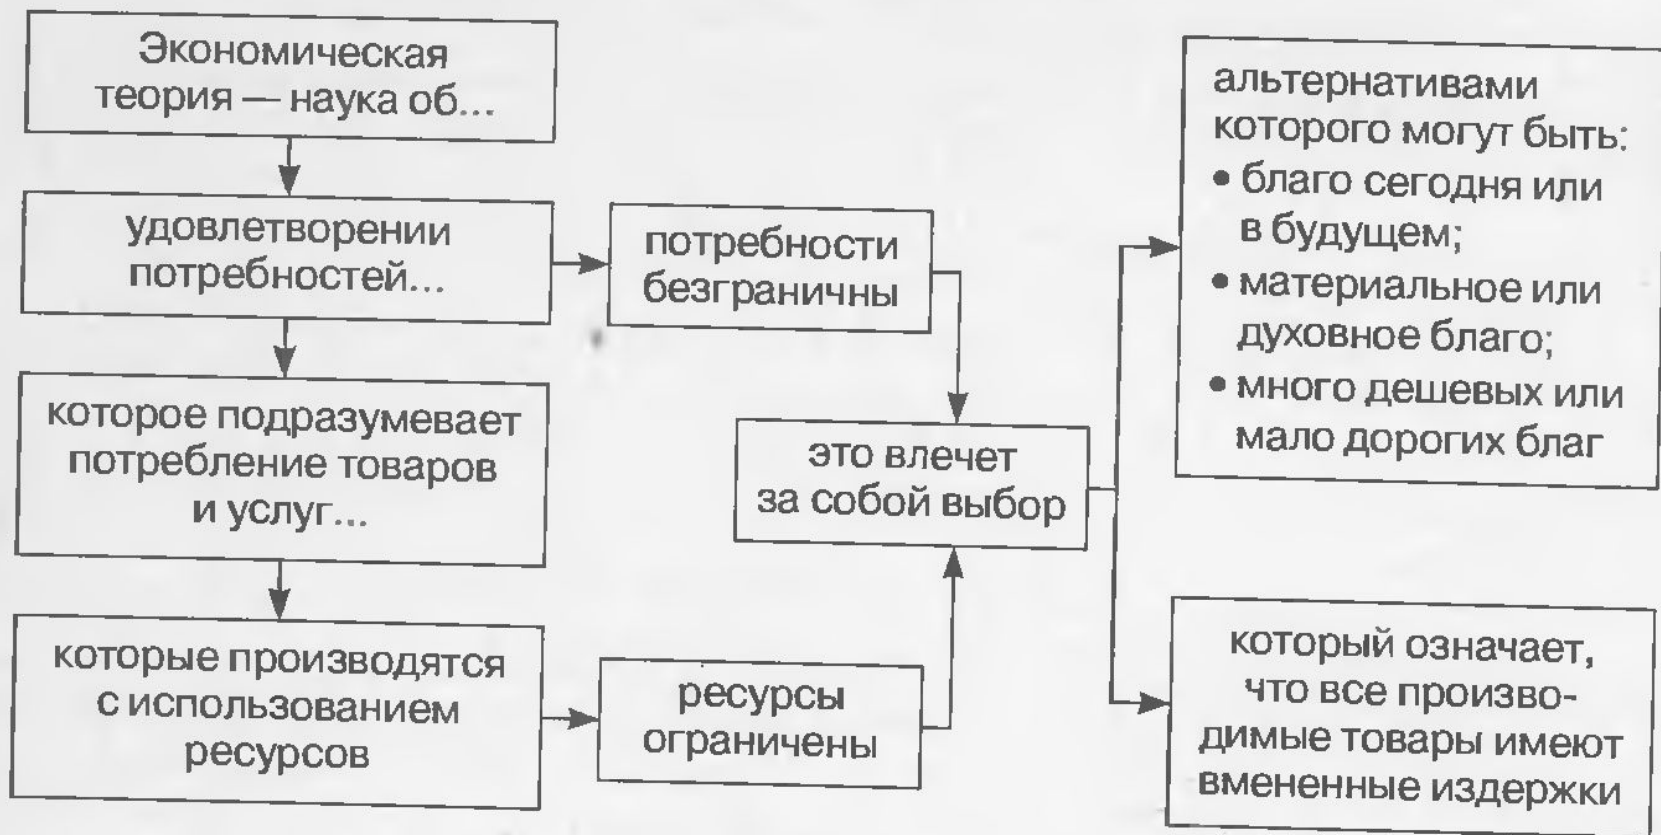 Экономическая
теория — наука об...
удовлетворении
потребностей...
которое подразумевает
потребление товаров
и услуг...
которые производятся
с использованием
ресурсов
потребности
безграничны
ресурсы
ограничены
это влечет
за собой выбор
альтернативами
которого могут быть:
• благо сегодня или
в будущем;
• материальное или
духовное благо;
• много дешевых или
мало дорогих благ
который означает,
что все произво-
димые товары имеют
вмененные издержки